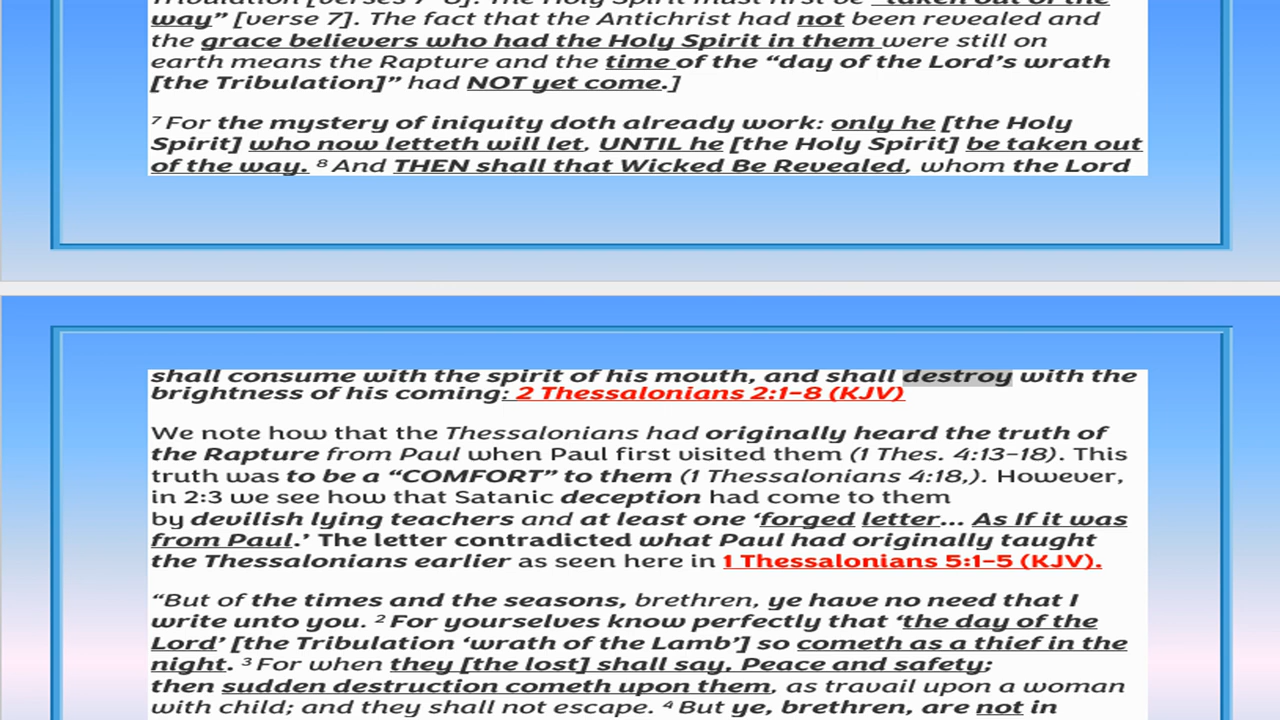 Tribulation [verses 7-8]. The Holy Spirit must first be "taken out of the
way" [verse 7]. The fact that the Antichrist had not been revealed and
the grace believers who had the Holy Spirit in them were still on
earth means the Rapture and the time of the "day of the Lord's wrath
[the Tribulation]" had NOT yet come.]
7 For the mystery of iniquity doth already work: only he [the Holy
Spirit] who now letteth will let, UNTIL he [the Holy Spirit] be taken out
of the way. 8 And THEN shall that Wicked Be Revealed, whom the Lord
shall consume with the spirit of his mouth, and shall destroy with the
brightness of his coming: 2 Thessalonians 2:1-8 (KJV)
We note how that the Thessalonians had originally heard the truth of
the Rapture from Paul when Paul first visited them (1 Thes. 4:13-18). This
truth was to be a "COMFORT" to them (1 Thessalonians 4:18,). However,
in 2:3 we see how that Satanic deception had come to them
by devilish lying teachers and at least one 'forged letter... As If it was
from Paul.' The letter contradicted what Paul had originally taught
the Thessalonians earlier as seen here in 1 Thessalonians 5:1-5 (KJV).
"But of the times and the seasons, brethren, ye have no need that I
write unto you. 2 For yourselves know perfectly that 'the day of the
Lord' [the Tribulation 'wrath of the Lamb'] so cometh as a thief in the
night. 3 For when they [the lost] shall say, Peace and safety;
then sudden destruction cometh upon them, as travail upon a woman
with child; and they shall not escape. 4 But ye, brethren, are not in